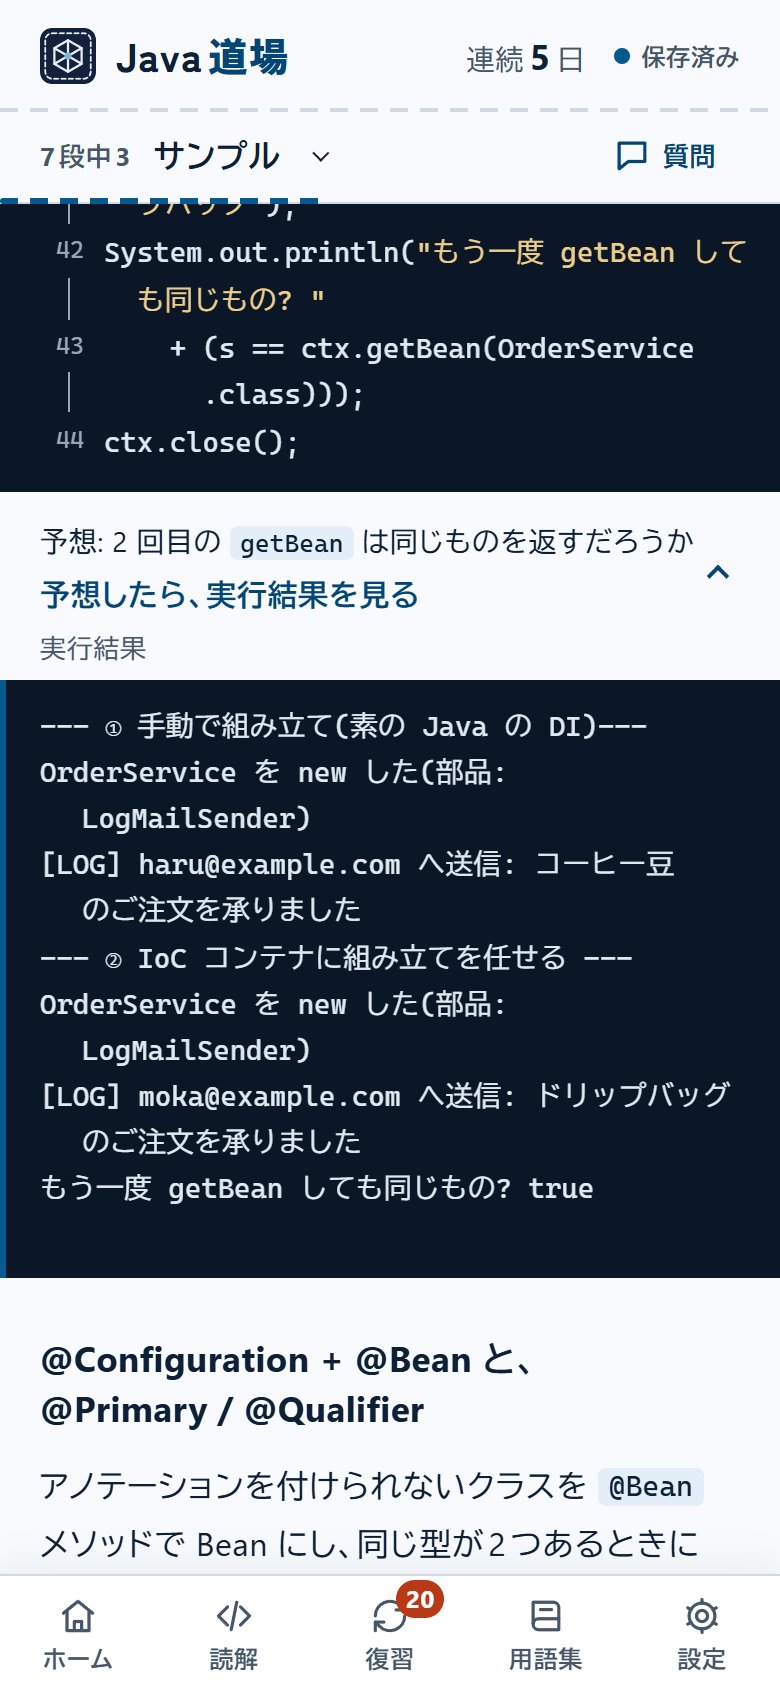 Java道場
連続 5 日
保存済み
7段中3 サンプル
質問
42 System.out.println("もう一度 getBean して
も同じもの? "
43 + (s == ctx.getBean(OrderService
.class)));
44 ctx.close();
予想: 2 回目の getBean は同じものを返すだろうか
予想したら、実行結果を見る
実行結果
--- ① 手動で組み立て(素の Java の DI)---
OrderService を new した(部品:
LogMailSender)
[LOG] haru@example.com へ送信: コーヒー豆
のご注文を承りました
--- ② IoC コンテナに組み立てを任せる ---
OrderService を new した(部品:
LogMailSender)
[LOG] moka@example.com へ送信: ドリップバッグ
のご注文を承りました
もう一度 getBean しても同じもの? true
@Configuration + @Bean と、
@Primary / @Qualifier
アノテーションを付けられないクラスを @Bean
メソッドで Bean にし、同じ型が2つあるときに
20
ホーム
読解
復習
用語集
設定